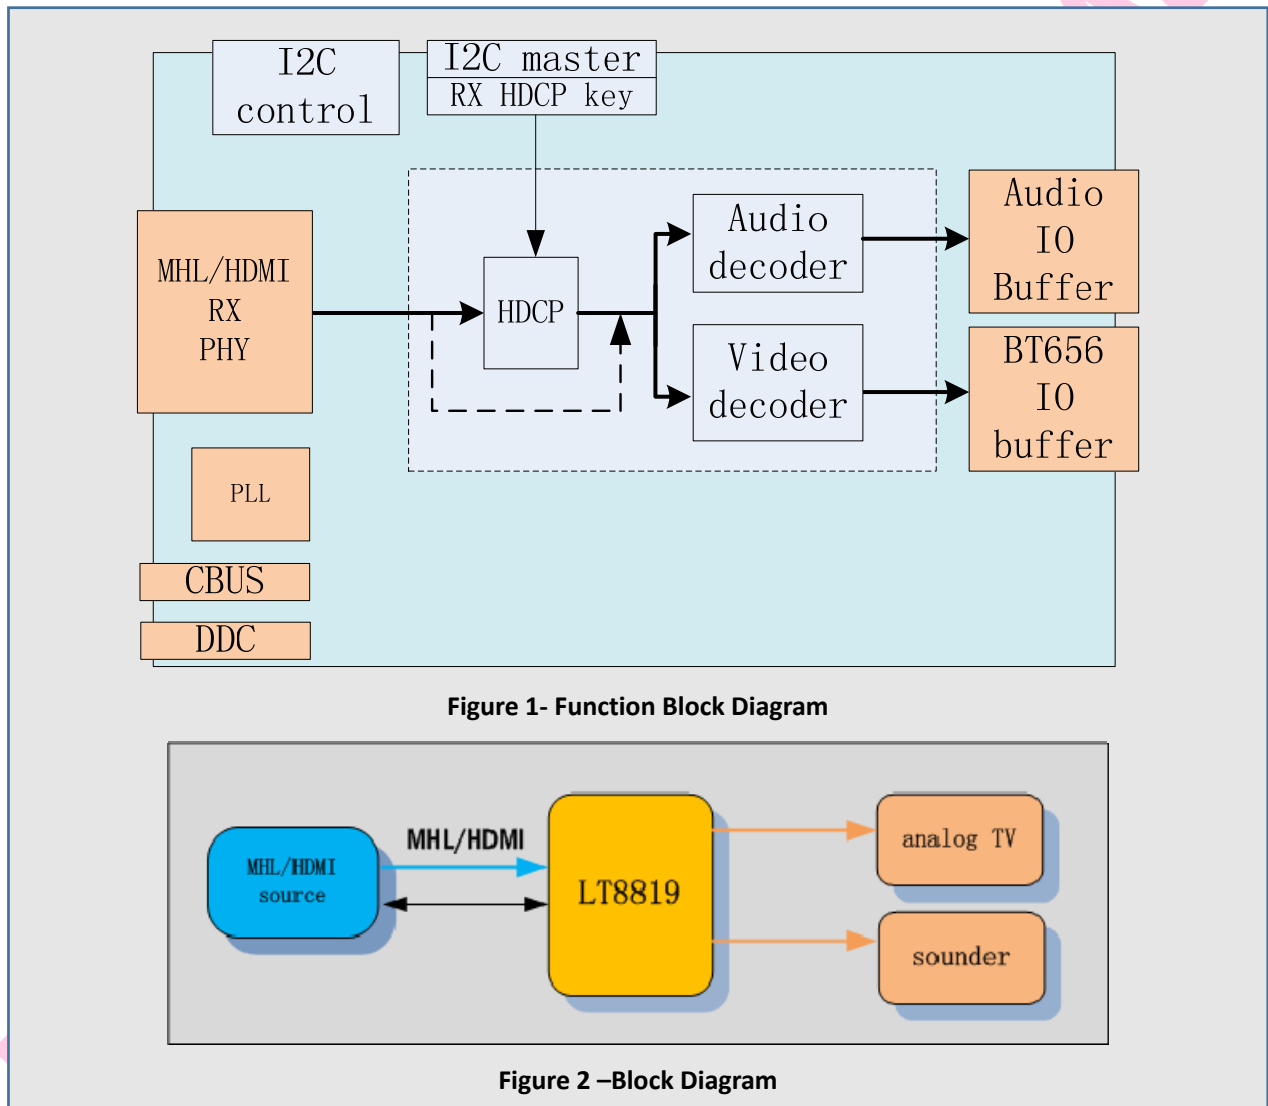 I2C
control
I2C master
RX HDCP key
MHL/HDMI
RX
PHY
HDCP
Audio
decoder
Video
decoder
Audio
IO
Buffer
BT656
IO
buffer
PLL
CBUS
DDC
Figure 1- Function Block Diagram
MHL/HDMI
source
MHL/HDMI
LT8819
analog TV
sounder
Figure 2 –Block Diagram